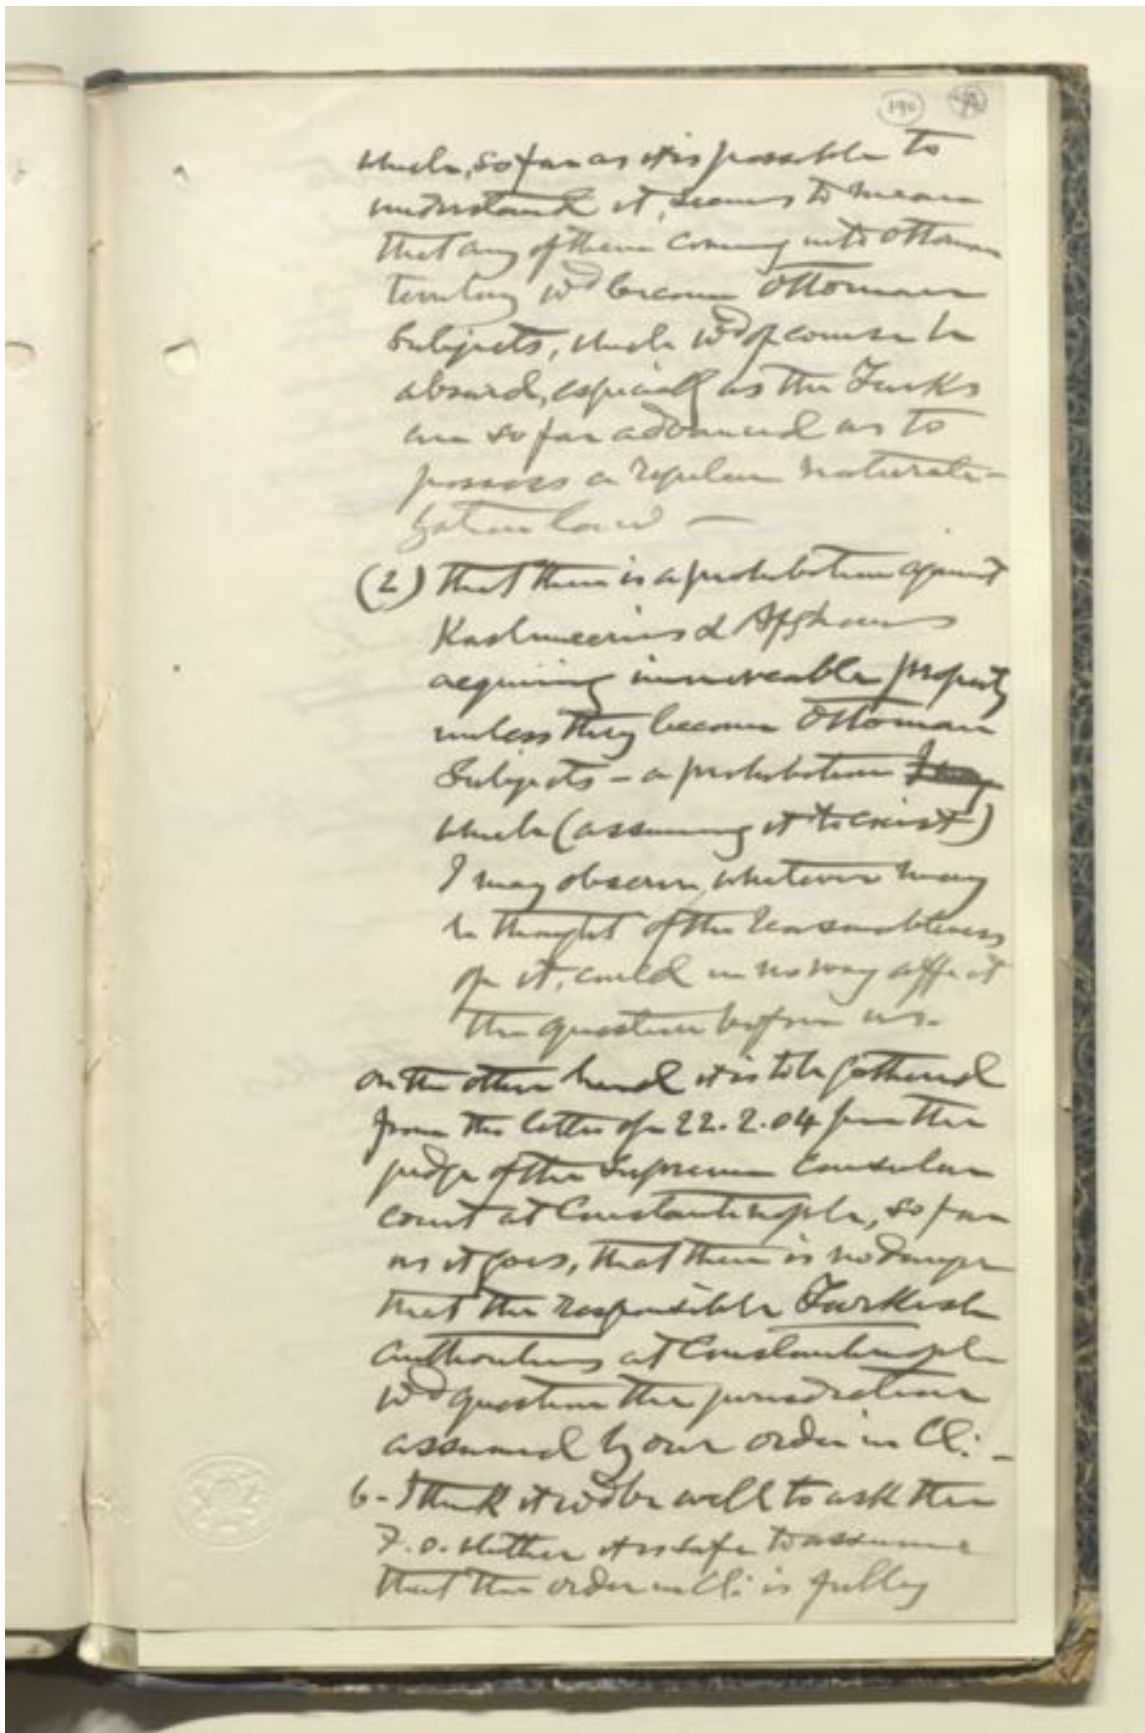 190
which, so far as it is possible to
understand it, seems to mean
that any of them coming into Ottoman
territory wd become Ottoman
Subjects, which wd of course be
absurd, especially as the Turks
are so far advanced as to
possess a regular naturali-
zation law —
(2) that there is a prohibition against
Kashmeeris & Afghans
acquiring immoveable property
unless they become Ottoman
Subjects – a prohibition
which (assuming it to exist)
I may observe, whatever may
be thought of the reasonableness
of it, could in no way affect
the question before us.
On the other hand it is to be gathered
from the letter of 22.2.04 from the
judge of the Supreme Consular
Court at Constantinople, so far
as it goes, that there is no danger
that the responsible Turkish
authorities at Constantinople
wd question the jurisdiction
assumed by our order in Cl: –
6 - I think it wd be well to ask the
F.O. whether it is safe to assume
that the order in Cl: is fully